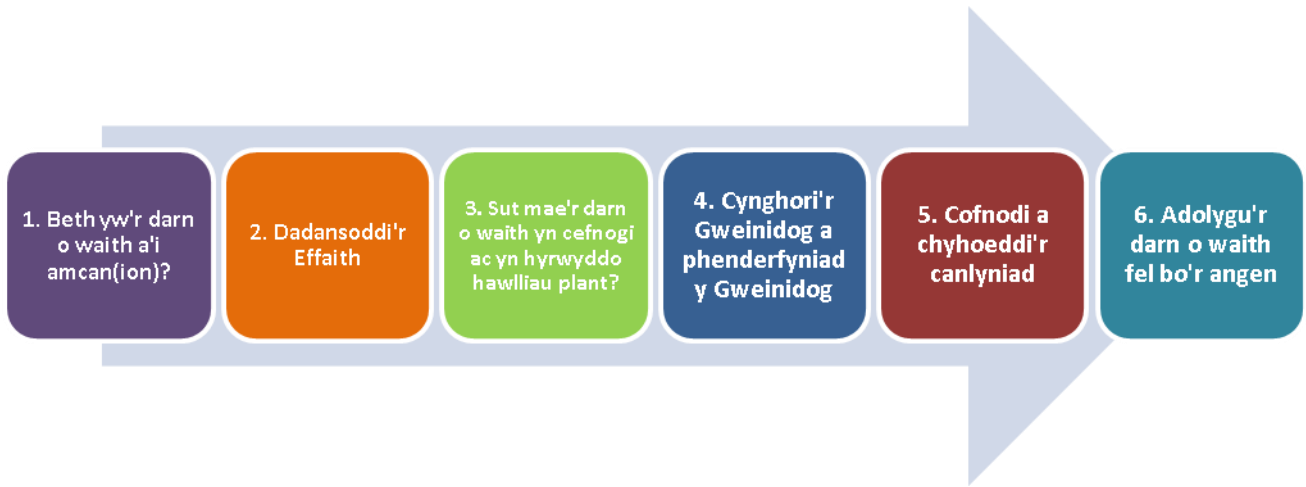 1. Beth yw'r darn
o waith a'i
amcan(ion)?
2. Dadansoddi'r
Effaith
3. Sut mae'r darn
o waith yn cefnogi
ac yn hyrwyddo
hawlliau plant?
4. Cynghori'r
Gweinidog a
phenderfyniad
y Gweinidog
5. Cofnodi a
chyhoeddi'r
canlyniad
6. Adolygu'r
darn o waith
fel bo'r angen